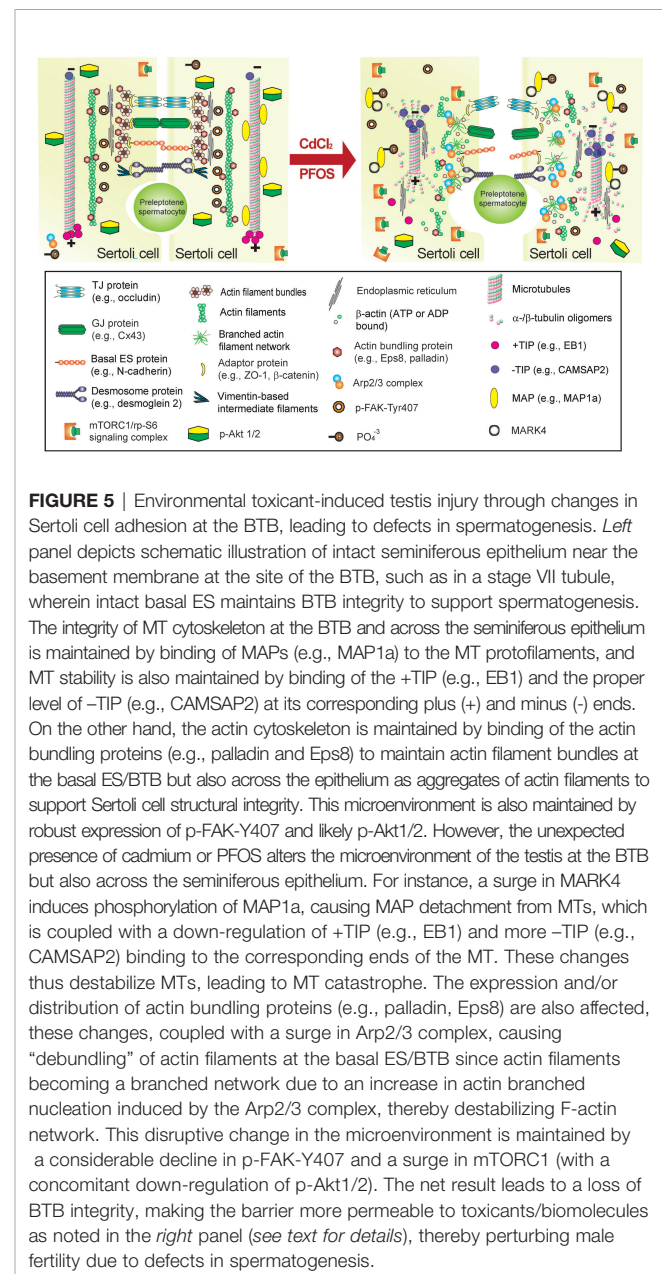 - - - -
CdCl₂
PFOS
Preleptotene
spermatocyte
Preleptotene
spermatocyte
+ + + +
Sertoli cell Sertoli cell Sertoli cell Sertoli cell
TJ protein
(e.g., occludin)
GJ protein
(e.g., Cx43)
Basal ES protein
(e.g., N-cadherin)
Desmosome protein
(e.g., desmoglein 2)
mTORC1/rp-S6
signaling complex
Actin filament bundles
Actin filaments
Branched actin
filament network
Adaptor protein
(e.g., ZO-1, β-catenin)
Vimentin-based
intermediate filaments
p-Akt 1/2
Endoplasmic reticulum
β-actin (ATP or ADP
bound)
Actin bundling protein
(e.g., Eps8, palladin)
Arp2/3 complex
p-FAK-Tyr407
PO₄⁻³
Microtubules
α-/β-tubulin oligomers
+TIP (e.g., EB1)
-TIP (e.g., CAMSAP2)
MAP (e.g., MAP1a)
MARK4
FIGURE 5 | Environmental toxicant-induced testis injury through changes in
Sertoli cell adhesion at the BTB, leading to defects in spermatogenesis. Left
panel depicts schematic illustration of intact seminiferous epithelium near the
basement membrane at the site of the BTB, such as in a stage VII tubule,
wherein intact basal ES maintains BTB integrity to support spermatogenesis.
The integrity of MT cytoskeleton at the BTB and across the seminiferous epithelium
is maintained by binding of MAPs (e.g., MAP1a) to the MT protofilaments, and
MT stability is also maintained by binding of the +TIP (e.g., EB1) and the proper
level of –TIP (e.g., CAMSAP2) at its corresponding plus (+) and minus (-) ends.
On the other hand, the actin cytoskeleton is maintained by binding of the actin
bundling proteins (e.g., palladin and Eps8) to maintain actin filament bundles at
the basal ES/BTB but also across the epithelium as aggregates of actin filaments to
support Sertoli cell structural integrity. This microenvironment is also maintained by
robust expression of p-FAK-Y407 and likely p-Akt1/2. However, the unexpected
presence of cadmium or PFOS alters the microenvironment of the testis at the BTB
but also across the seminiferous epithelium. For instance, a surge in MARK4
induces phosphorylation of MAP1a, causing MAP detachment from MTs, which
is coupled with a down-regulation of +TIP (e.g., EB1) and more –TIP (e.g.,
CAMSAP2) binding to the corresponding ends of the MT. These changes
thus destabilize MTs, leading to MT catastrophe. The expression and/or
distribution of actin bundling proteins (e.g., palladin, Eps8) are also affected,
these changes, coupled with a surge in Arp2/3 complex, causing
“debundling” of actin filaments at the basal ES/BTB since actin filaments
becoming a branched network due to an increase in actin branched
nucleation induced by the Arp2/3 complex, thereby destabilizing F-actin
network. This disruptive change in the microenvironment is maintained by
a considerable decline in p-FAK-Y407 and a surge in mTORC1 (with a
concomitant down-regulation of p-Akt1/2). The net result leads to a loss of
BTB integrity, making the barrier more permeable to toxicants/biomolecules
as noted in the right panel (see text for details), thereby perturbing male
fertility due to defects in spermatogenesis.